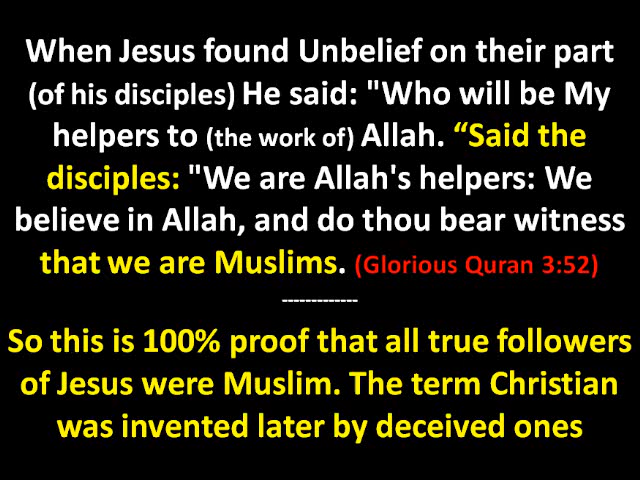 When Jesus found Unbelief on their part
(of his disciples) He said: "Who will be My
helpers to (the work of) Allah. “Said the
disciples: "We are Allah's helpers: We
believe in Allah, and do thou bear witness
that we are Muslims. (Glorious Quran 3:52)
-------------
So this is 100% proof that all true followers
of Jesus were Muslim. The term Christian
was invented later by deceived ones